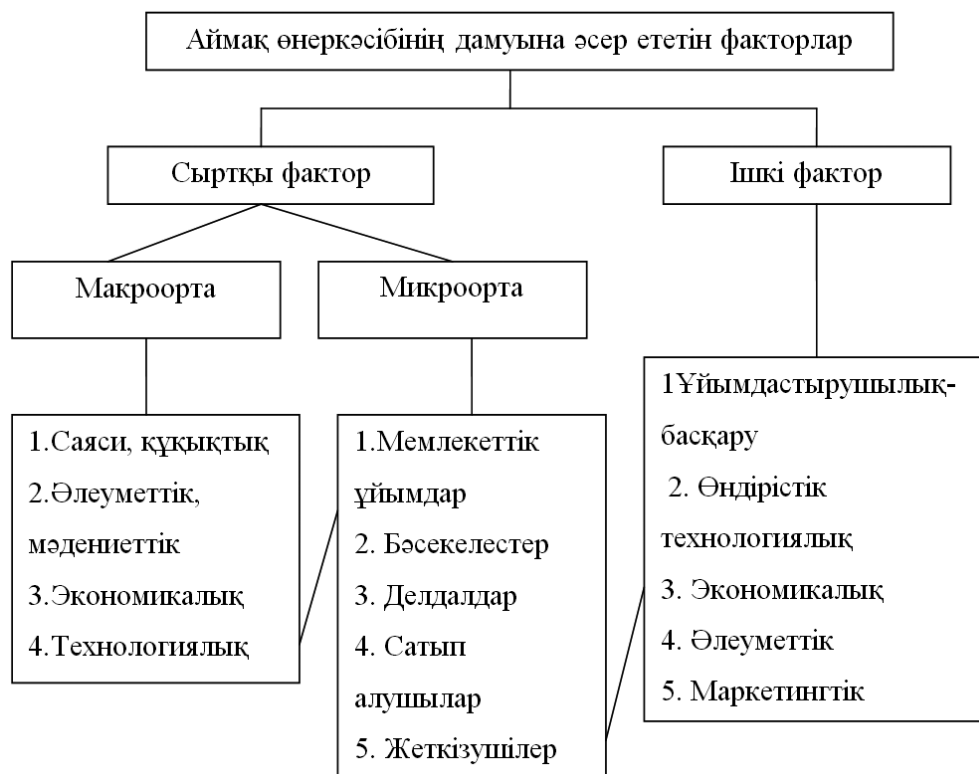 Аймақ өнеркәсібінің дамуына әсер ететін факторлар
Сыртқы фактор
Ішкі фактор
Мақроорта
Миқроорта
1.Саяси, құқықтық
2.Әлеуметтік,
мәдениеттік
3.Экономикалық
4.Технологиялық
1.Мемлекеттік
ұйымдар
2. Бәсекелестер
3. Делдалдар
4. Сатып
алушылар
5. Жеткізушілер
1Ұйымдастырушылық-
басқару
2. Өндірістік
технологиялық
3. Экономикалық
4. Әлеуметтік
5. Маркетингтік